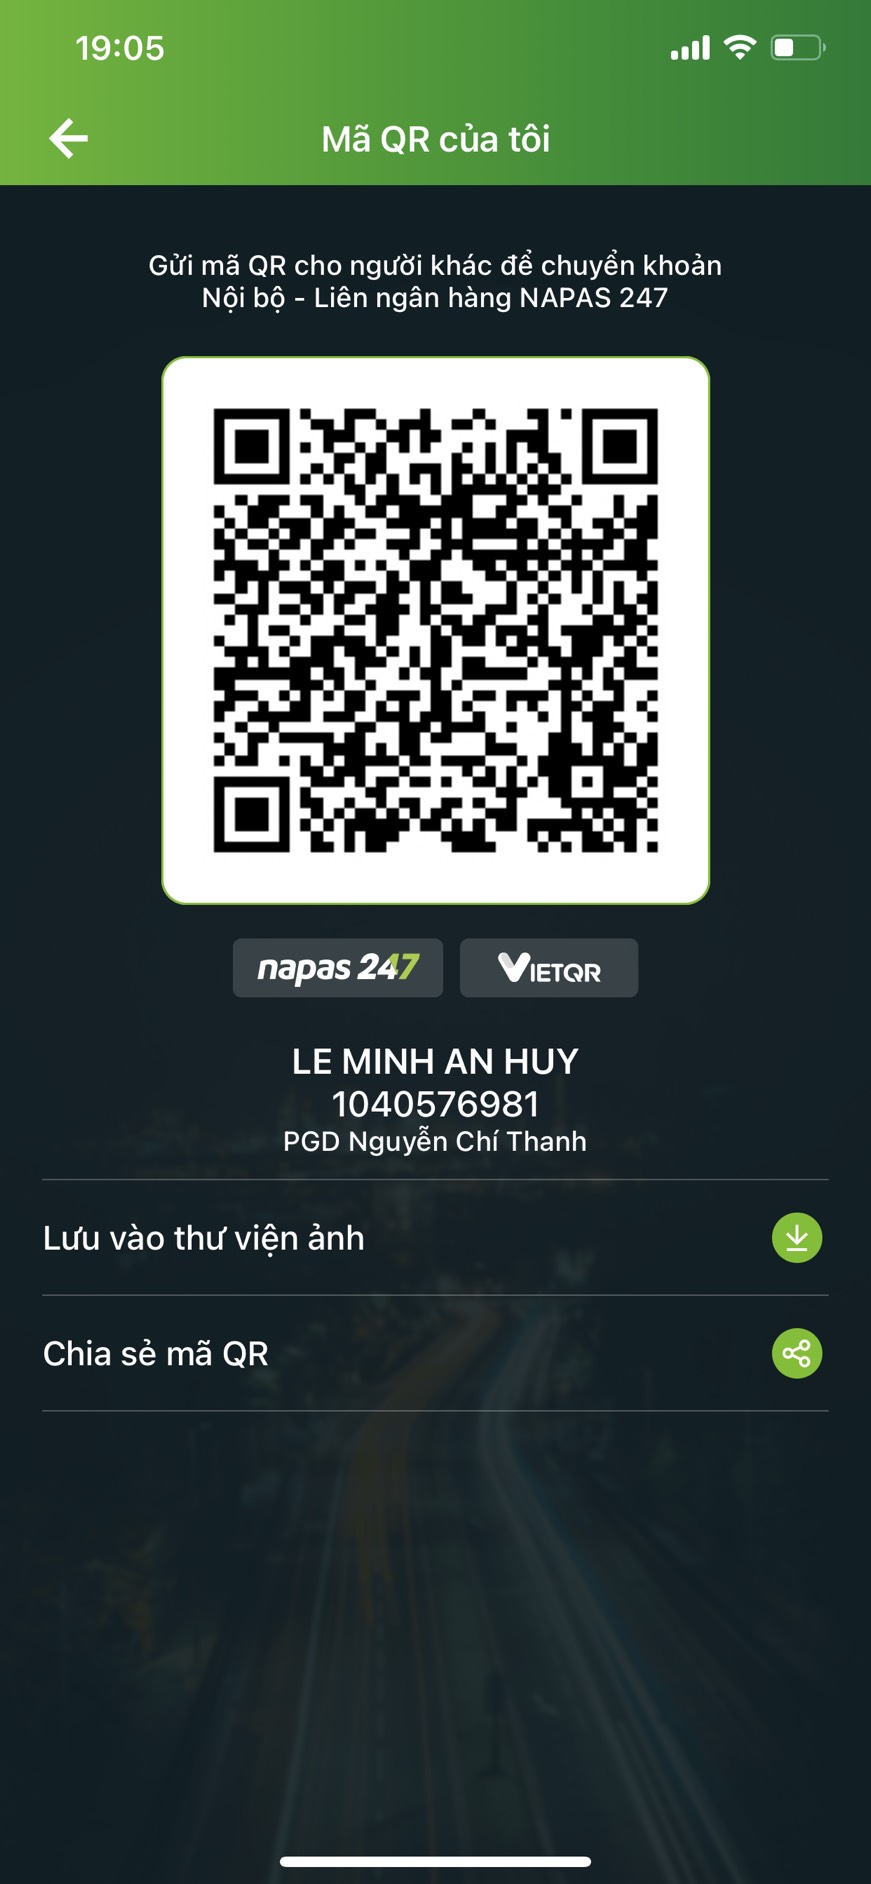 19:05
Mã QR của tôi
Gửi mã QR cho người khác để chuyển khoản
Nội bộ - Liên ngân hàng NAPAS 247
napas 247
VIETQR
LE MINH AN HUY
1040576981
PGD Nguyễn Chí Thanh
Lưu vào thư viện ảnh
Chia sẻ mã QR